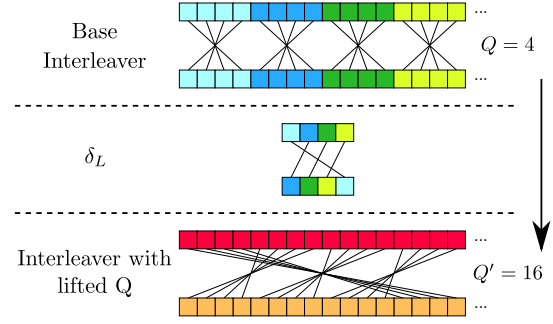 ...
Base
Interleaver
Q = 4
...
δ_L
Interleaver with
lifted Q
...
Q′ = 16
...